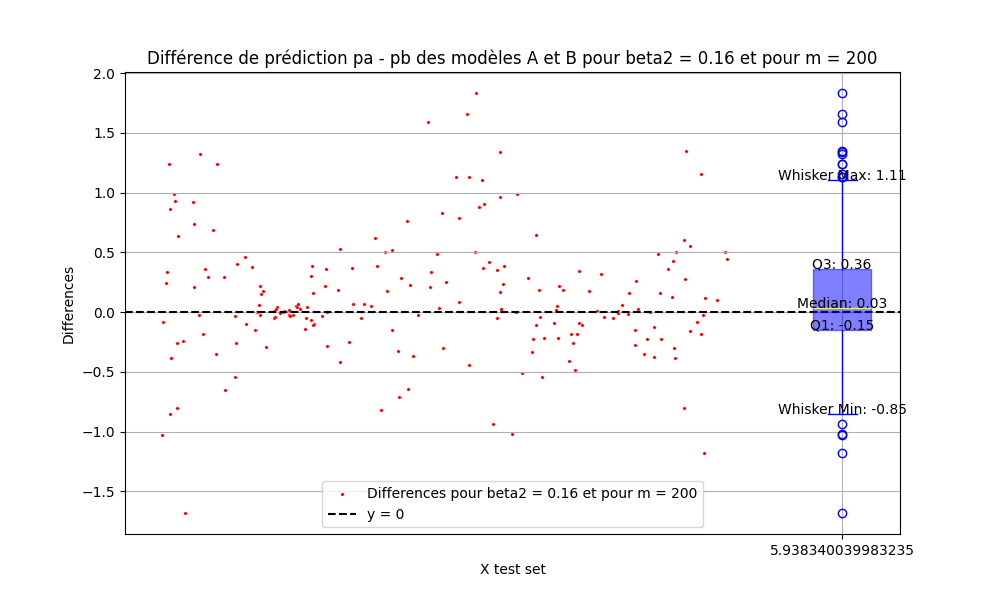 Différence de prédiction pa - pb des modèles A et B pour beta2 = 0.16 et pour m = 200
Differences
2.0
1.5
1.0
0.5
0.0
−0.5
−1.0
−1.5
Whisker Max: 1.11
Q3: 0.36
Median: 0.03
Q1: -0.15
Whisker Min: -0.85
Differences pour beta2 = 0.16 et pour m = 200
y = 0
5.938340039983235
X test set